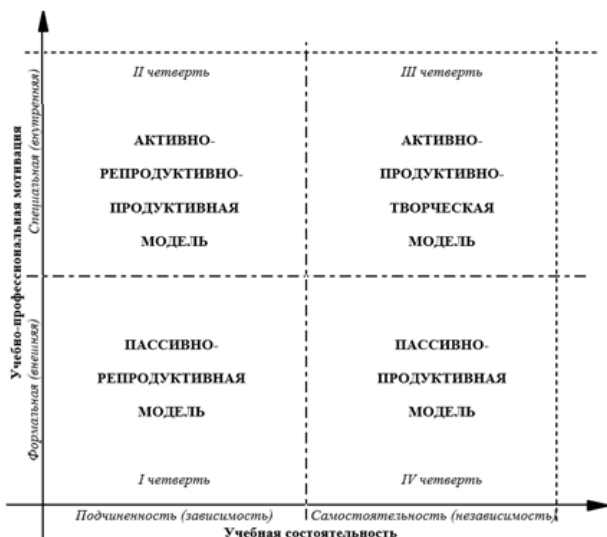 Учебно-профессиональная мотивация
Специальная (внутренняя)
Формальная (внешняя)
II четверть
АКТИВНО-
РЕПРОДУКТИВНО-
ПРОДУКТИВНАЯ
МОДЕЛЬ
III четверть
АКТИВНО-
ПРОДУКТИВНО-
ТВОРЧЕСКАЯ
МОДЕЛЬ
ПАССИВНО-
РЕПРОДУКТИВНАЯ
МОДЕЛЬ
I четверть
ПАССИВНО-
ПРОДУКТИВНАЯ
МОДЕЛЬ
IV четверть
Подчиненность (зависимость)
Самостоятельность (независимость)
Учебная состоятельность